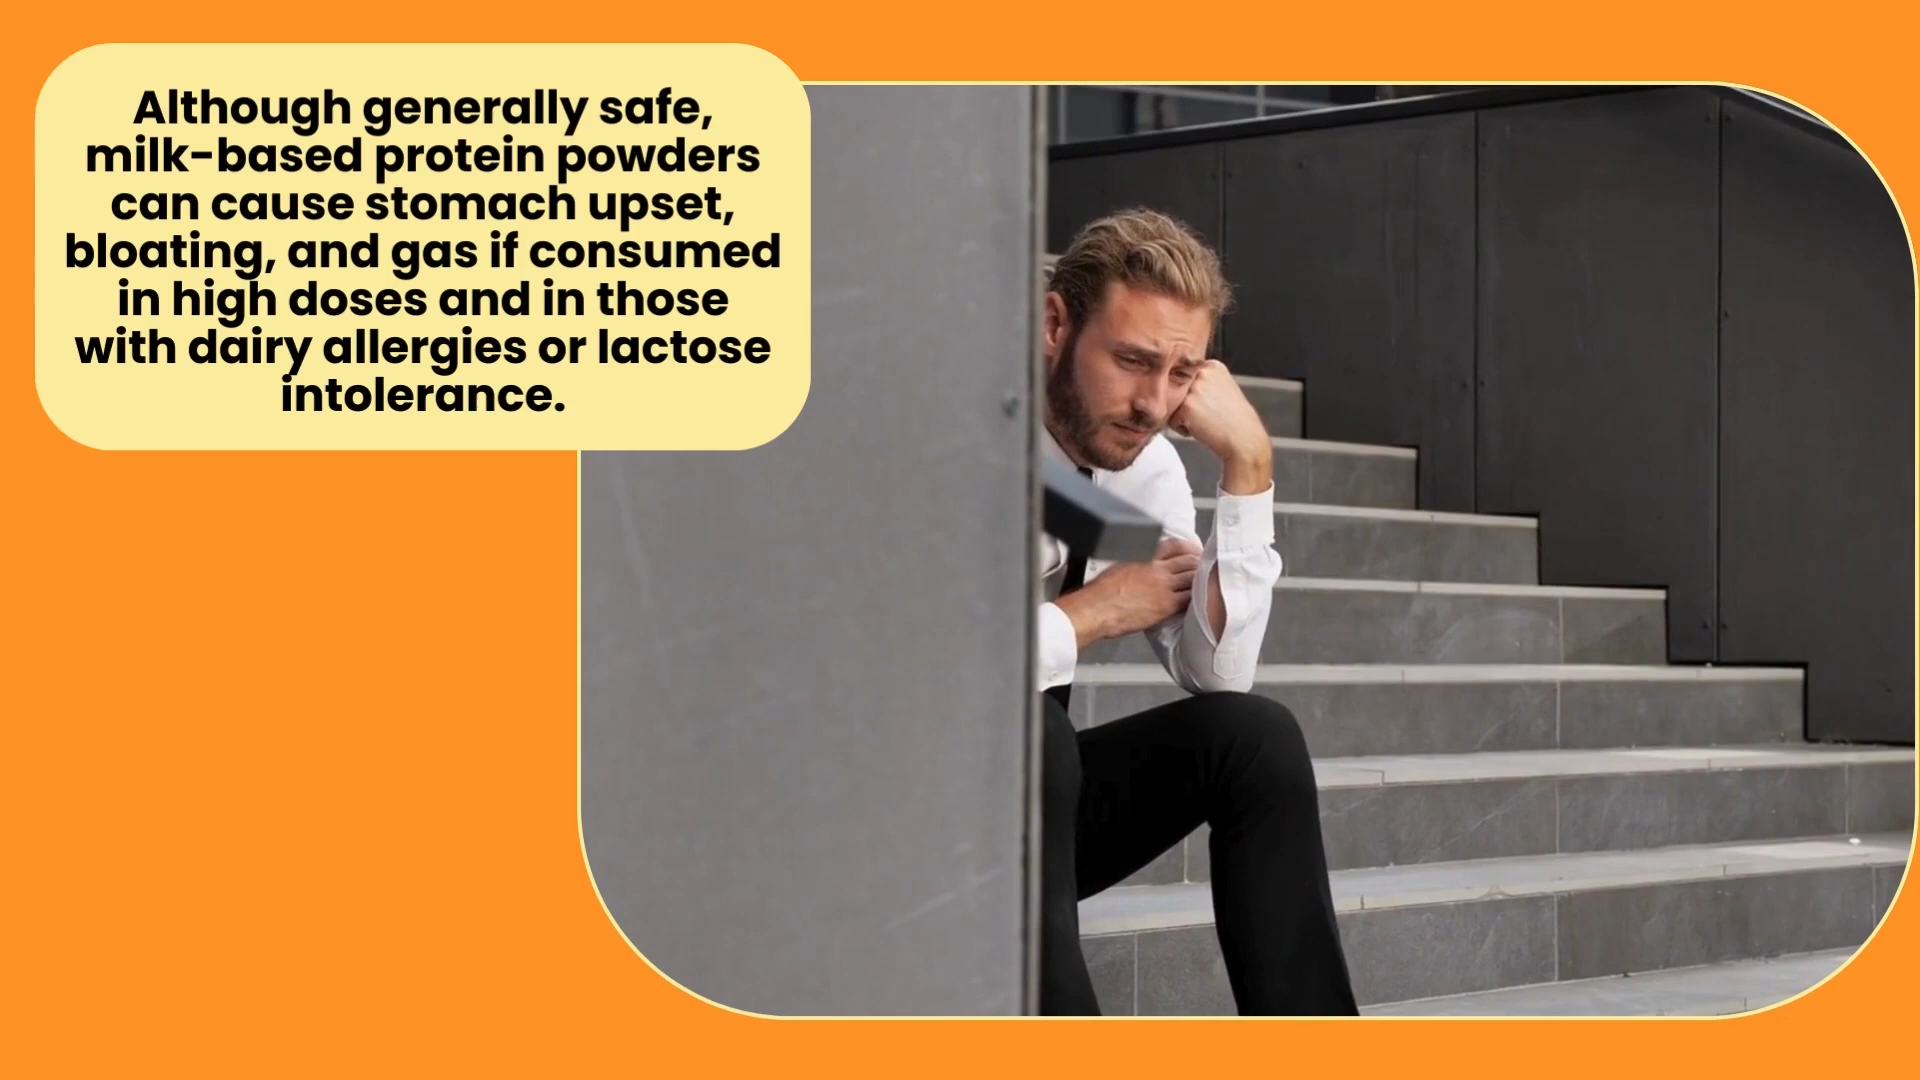 Although generally safe,
milk-based protein powders
can cause stomach upset,
bloating, and gas if consumed
in high doses and in those
with dairy allergies or lactose
intolerance.